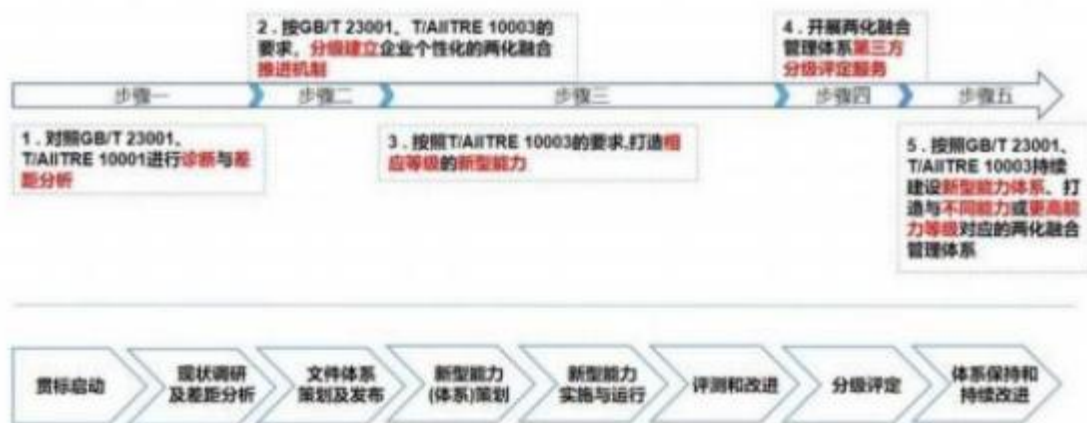 2．按GB/T 23001、T/AIITRE 10003的
要求，分级建立企业个性化的两化融合
推进机制
4．开展两化融合
管理体系第三方
分级评定服务
步骤一
步骤二
步骤三
步骤四
步骤五
1．对照GB/T 23001、
T/AIITRE 10001进行诊断与差
距分析
3．按照T/AIITRE 10003的要求,打造相
应等级的新型能力
5．按照GB/T 23001、
T/AIITRE 10003持续
建设新型能力体系、打
造与不同能力或更高能
力等级对应的两化融合
管理体系
贯标启动
现状调研
及差距分析
文件体系
策划及发布
新型能力
(体系)策划
新型能力
实施与运行
评测和改进
分级评定
体系保持和
持续改进